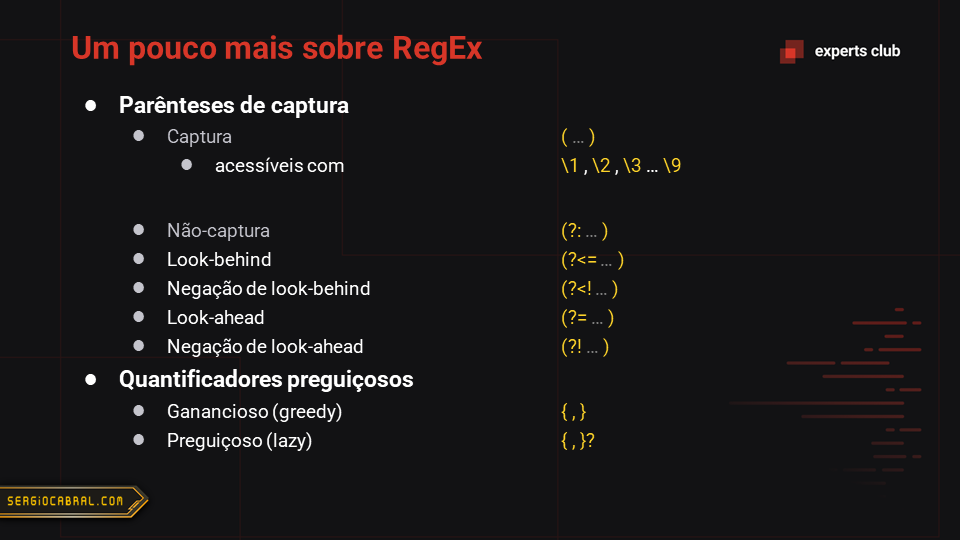 Um pouco mais sobre RegEx
experts club
Parênteses de captura
Captura ( … )
acessíveis com \1 , \2 , \3 … \9
Não-captura (?: … )
Look-behind (?<= … )
Negação de look-behind (?<! … )
Look-ahead (?= … )
Negação de look-ahead (?! … )
Quantificadores preguiçosos
Ganancioso (greedy) { , }
Preguiçoso (lazy) { , }?
SERGIOCABRAL.COM